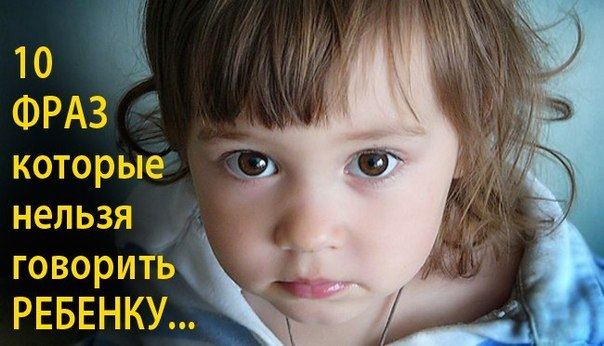 10
ФРАЗ
которые
нельзя
говорить
РЕБЕНКУ...